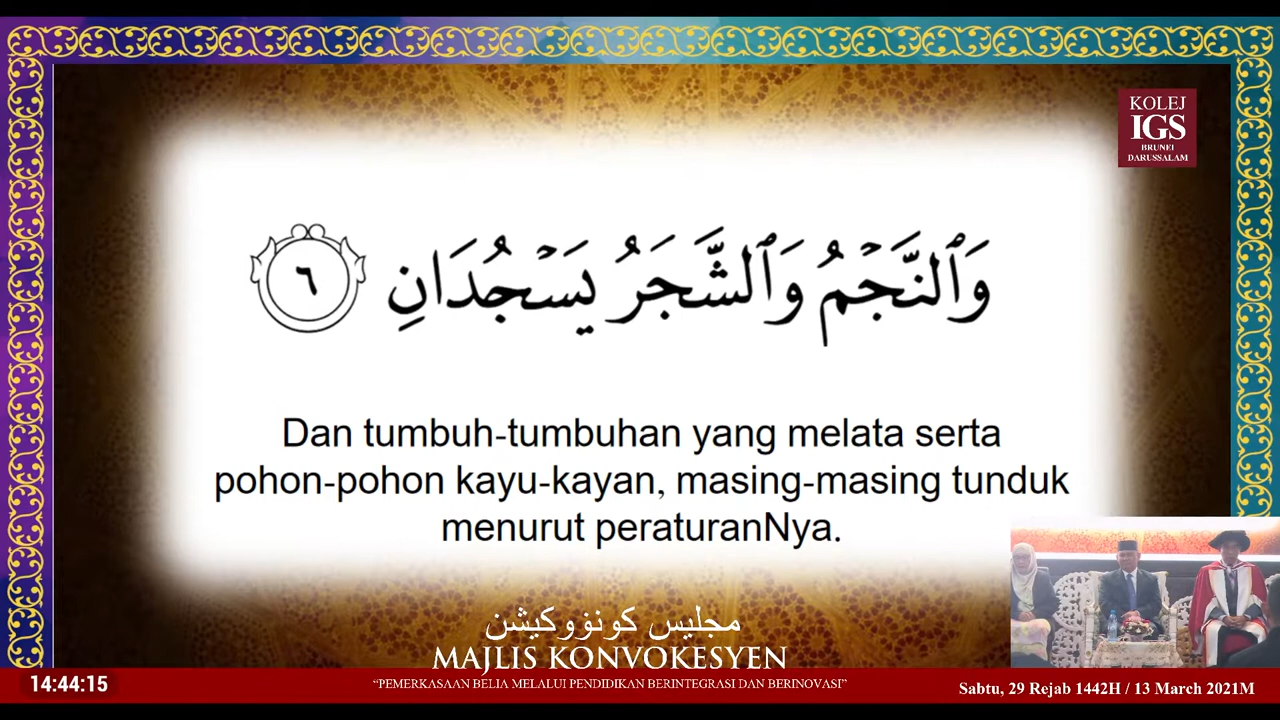 KOLEJ
IGS
BRUNEI
DARUSSALAM
وَٱلنَّجْمُ وَٱلشَّجَرُ يَسْجُدَانِ ٦
Dan tumbuh-tumbuhan yang melata serta
pohon-pohon kayu-kayan, masing-masing tunduk
menurut peraturanNya.
مجليس كونۏوكيشن
MAJLIS KONVOKESYEN
14:44:15
“PEMERKASAAN BELIA MELALUI PENDIDIKAN BERINTEGRASI DAN BERINOVASI”
Sabtu, 29 Rejab 1442H / 13 March 2021M